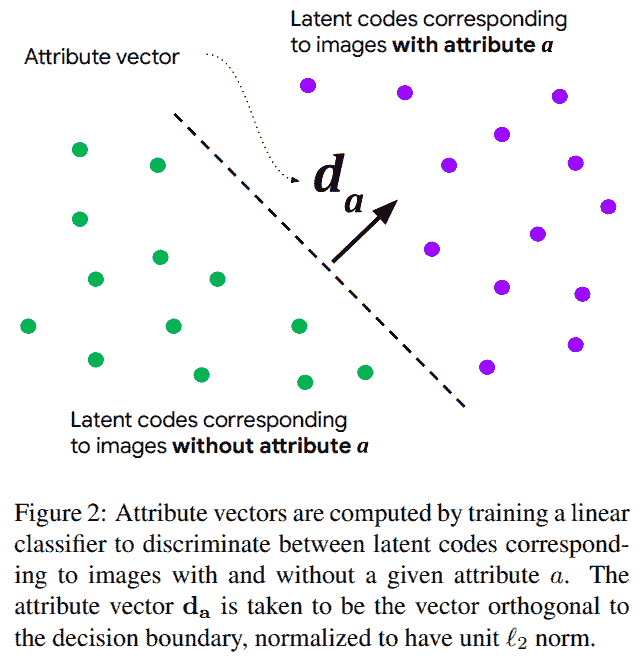 Latent codes corresponding
to images with attribute a
Attribute vector
d_a
Latent codes corresponding
to images without attribute a
Figure 2: Attribute vectors are computed by training a linear
classifier to discriminate between latent codes correspond-
ing to images with and without a given attribute a. The
attribute vector d_a is taken to be the vector orthogonal to
the decision boundary, normalized to have unit ℓ₂ norm.